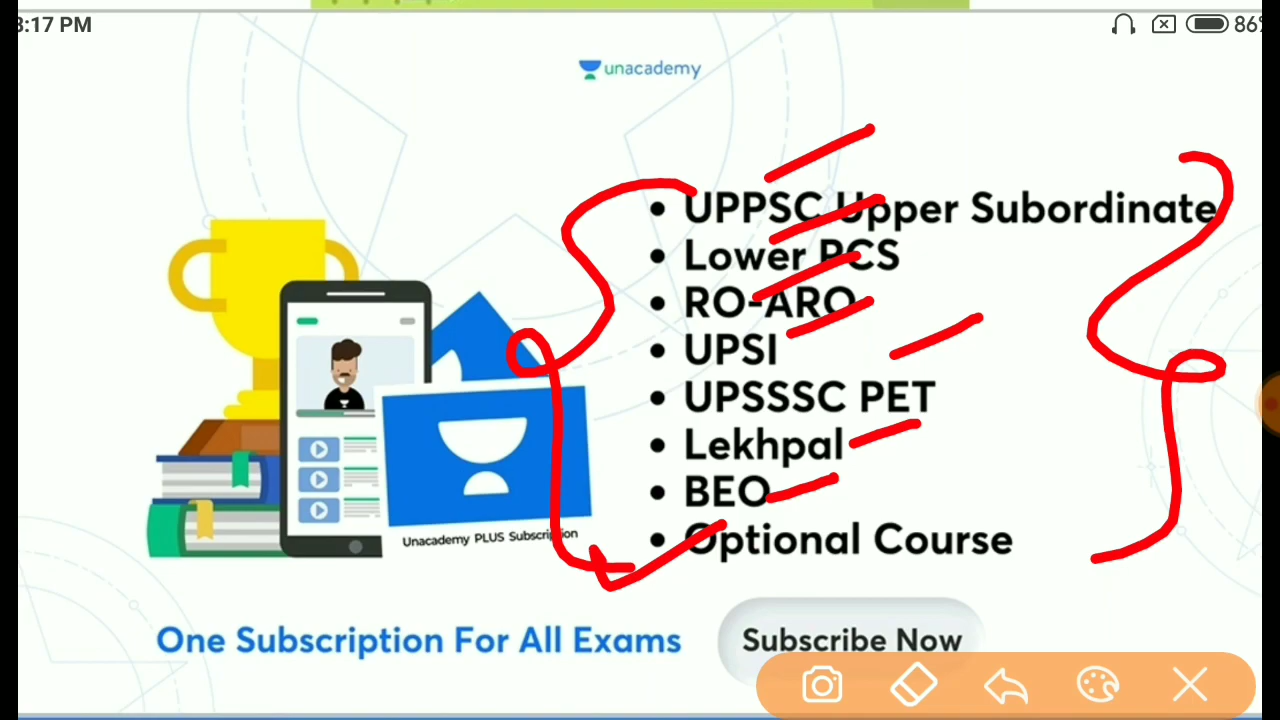 3:17 PM
86%
unacademy
• UPPSC Upper Subordinate
• Lower PCS
• RO-ARO
• UPSI
• UPSSSC PET
• Lekhpal
• BEO
• Optional Course
Unacademy PLUS Subscription
One Subscription For All Exams
Subscribe Now